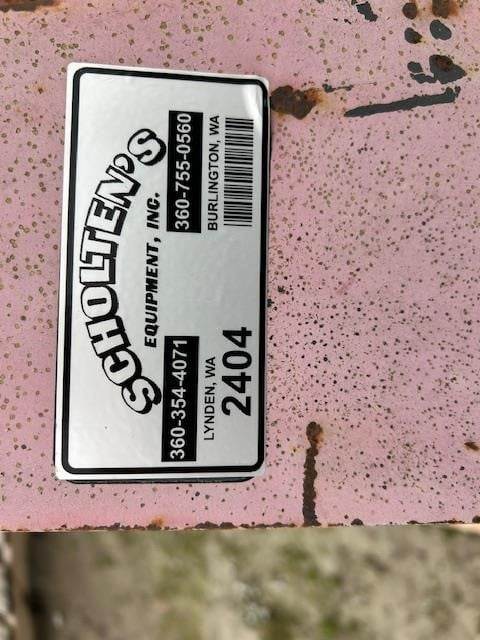 SCHOLTEN'S
EQUIPMENT, INC.
360-354-4071 360-755-0560
LYNDEN, WA BURLINGTON, WA
2404